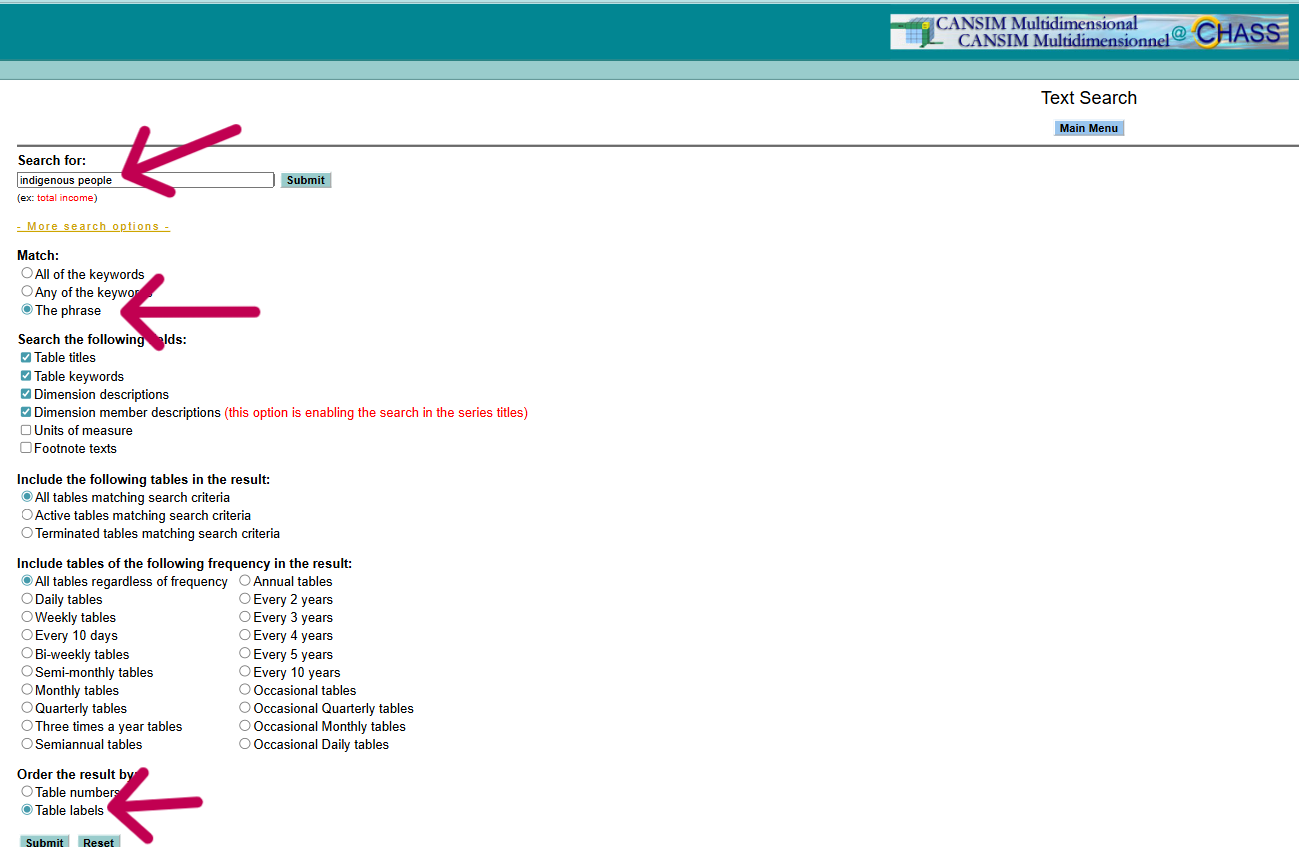 CANSIM Multidimensional
CANSIM Multidimensionnel @ CHASS
Text Search
Main Menu
Search for:
indigenous people Submit
(ex: total income)
- More search options -
Match:
All of the keywords
Any of the keywords
The phrase
Search the following fields:
Table titles
Table keywords
Dimension descriptions
Dimension member descriptions (this option is enabling the search in the series titles)
Units of measure
Footnote texts
Include the following tables in the result:
All tables matching search criteria
Active tables matching search criteria
Terminated tables matching search criteria
Include tables of the following frequency in the result:
All tables regardless of frequency Annual tables
Daily tables Every 2 years
Weekly tables Every 3 years
Every 10 days Every 4 years
Bi-weekly tables Every 5 years
Semi-monthly tables Every 10 years
Monthly tables Occasional tables
Quarterly tables Occasional Quarterly tables
Three times a year tables Occasional Monthly tables
Semiannual tables Occasional Daily tables
Order the result by:
Table numbers
Table labels
Submit Reset